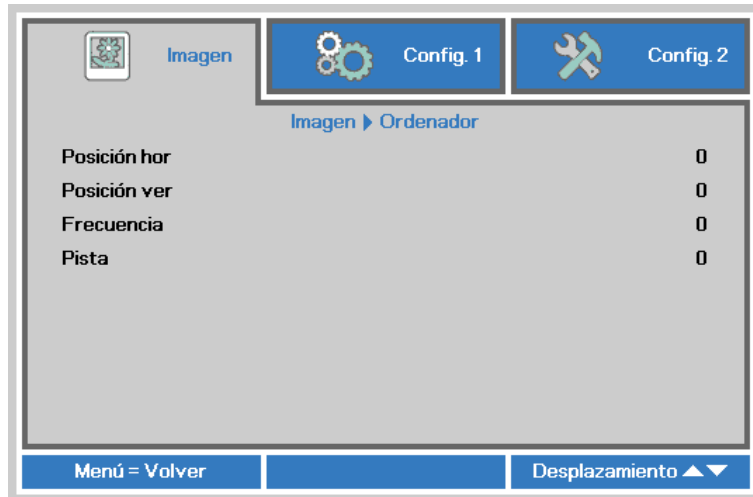 Imagen
Config. 1
Config. 2
Imagen ▶ Ordenador
Posición hor 0
Posición ver 0
Frecuencia 0
Pista 0
Menú = Volver
Desplazamiento ▲▼